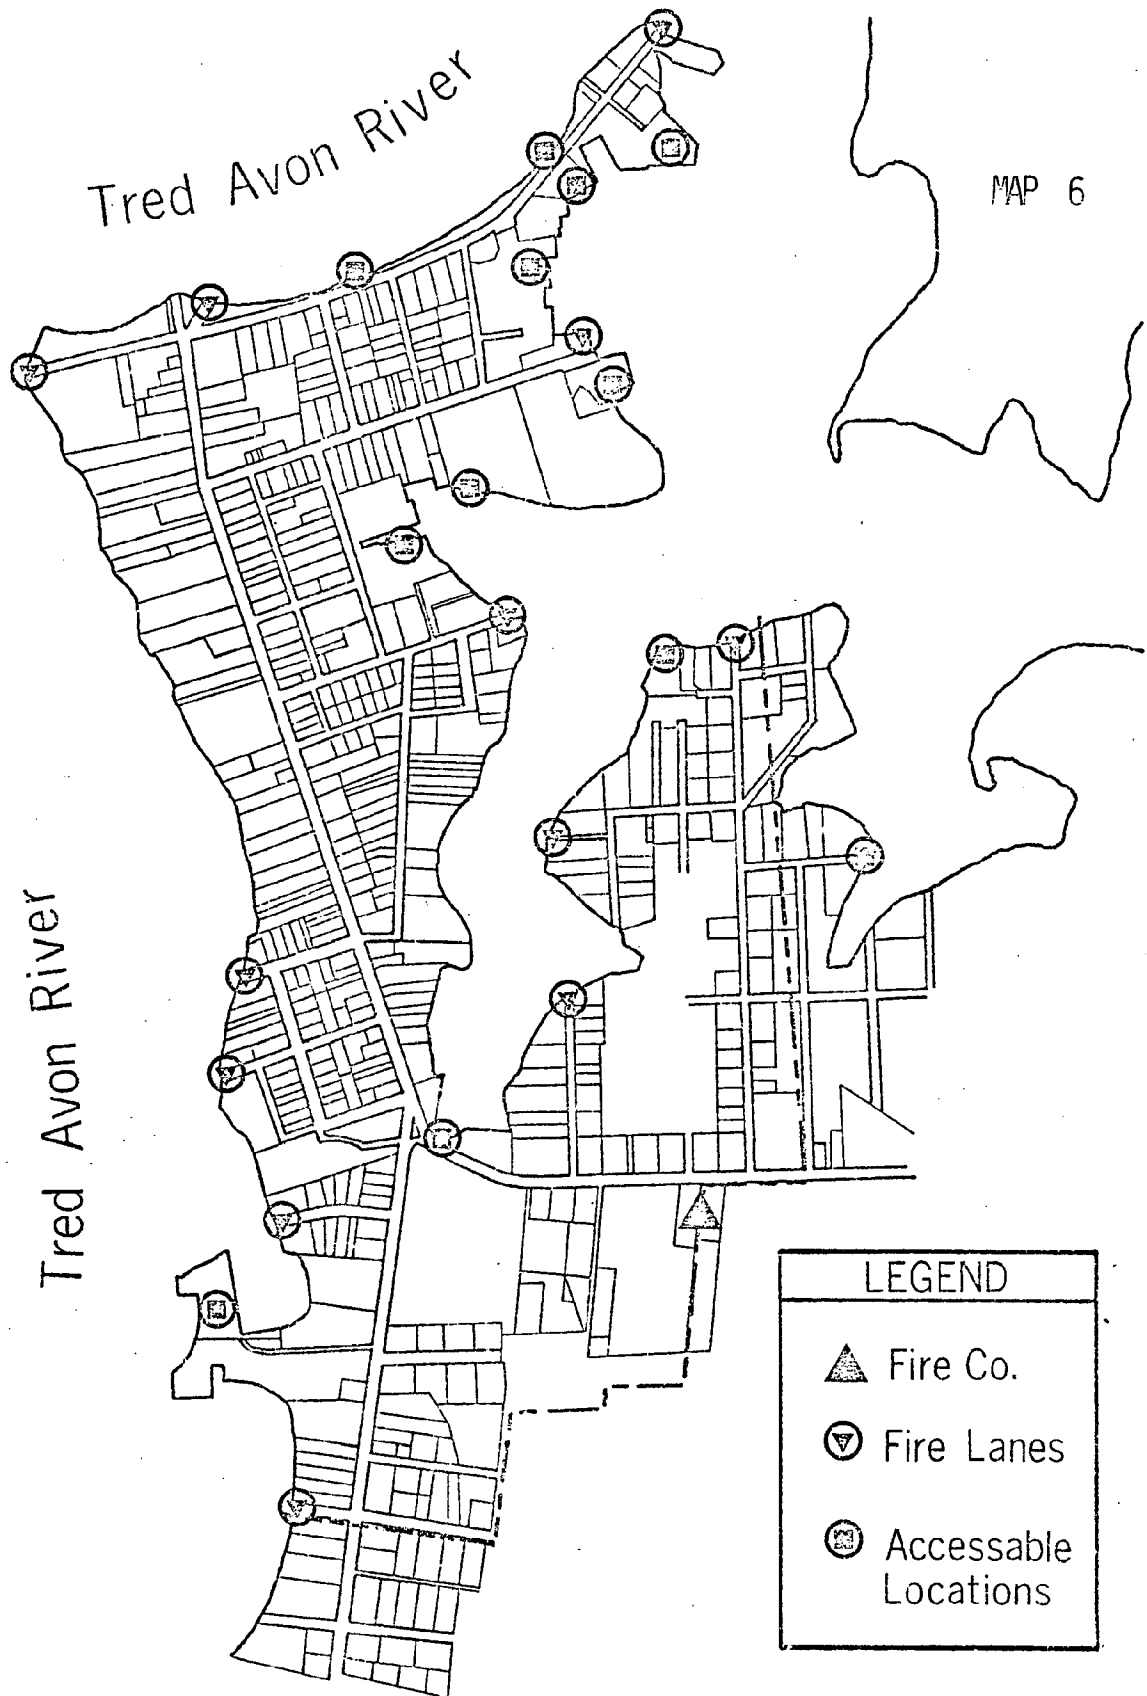 Tred Avon River
MAP 6
Tred Avon River
LEGEND
Fire Co.
Fire Lanes
Accessable
Locations